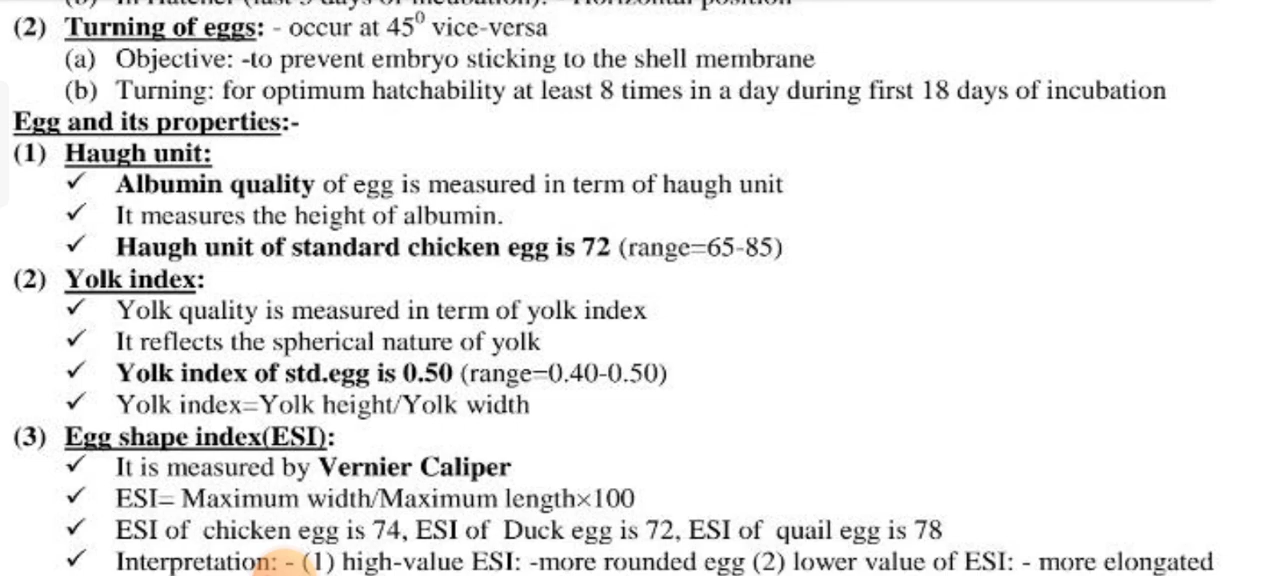 (2) Turning of eggs: - occur at 45⁰ vice-versa
(a) Objective: -to prevent embryo sticking to the shell membrane
(b) Turning: for optimum hatchability at least 8 times in a day during first 18 days of incubation
Egg and its properties:-
(1) Haugh unit:
✓ Albumin quality of egg is measured in term of haugh unit
✓ It measures the height of albumin.
✓ Haugh unit of standard chicken egg is 72 (range=65-85)
(2) Yolk index:
✓ Yolk quality is measured in term of yolk index
✓ It reflects the spherical nature of yolk
✓ Yolk index of std.egg is 0.50 (range=0.40-0.50)
✓ Yolk index=Yolk height/Yolk width
(3) Egg shape index(ESI):
✓ It is measured by Vernier Caliper
✓ ESI= Maximum width/Maximum length×100
✓ ESI of chicken egg is 74, ESI of Duck egg is 72, ESI of quail egg is 78
✓ Interpretation: - (1) high-value ESI: -more rounded egg (2) lower value of ESI: - more elongated